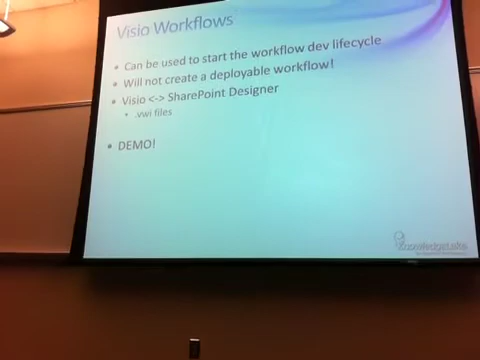 Visio Workflows
• Can be used to start the workflow dev lifecycle
• Will not create a deployable workflow!
• Visio <-> SharePoint Designer
• .vwi files
• DEMO!